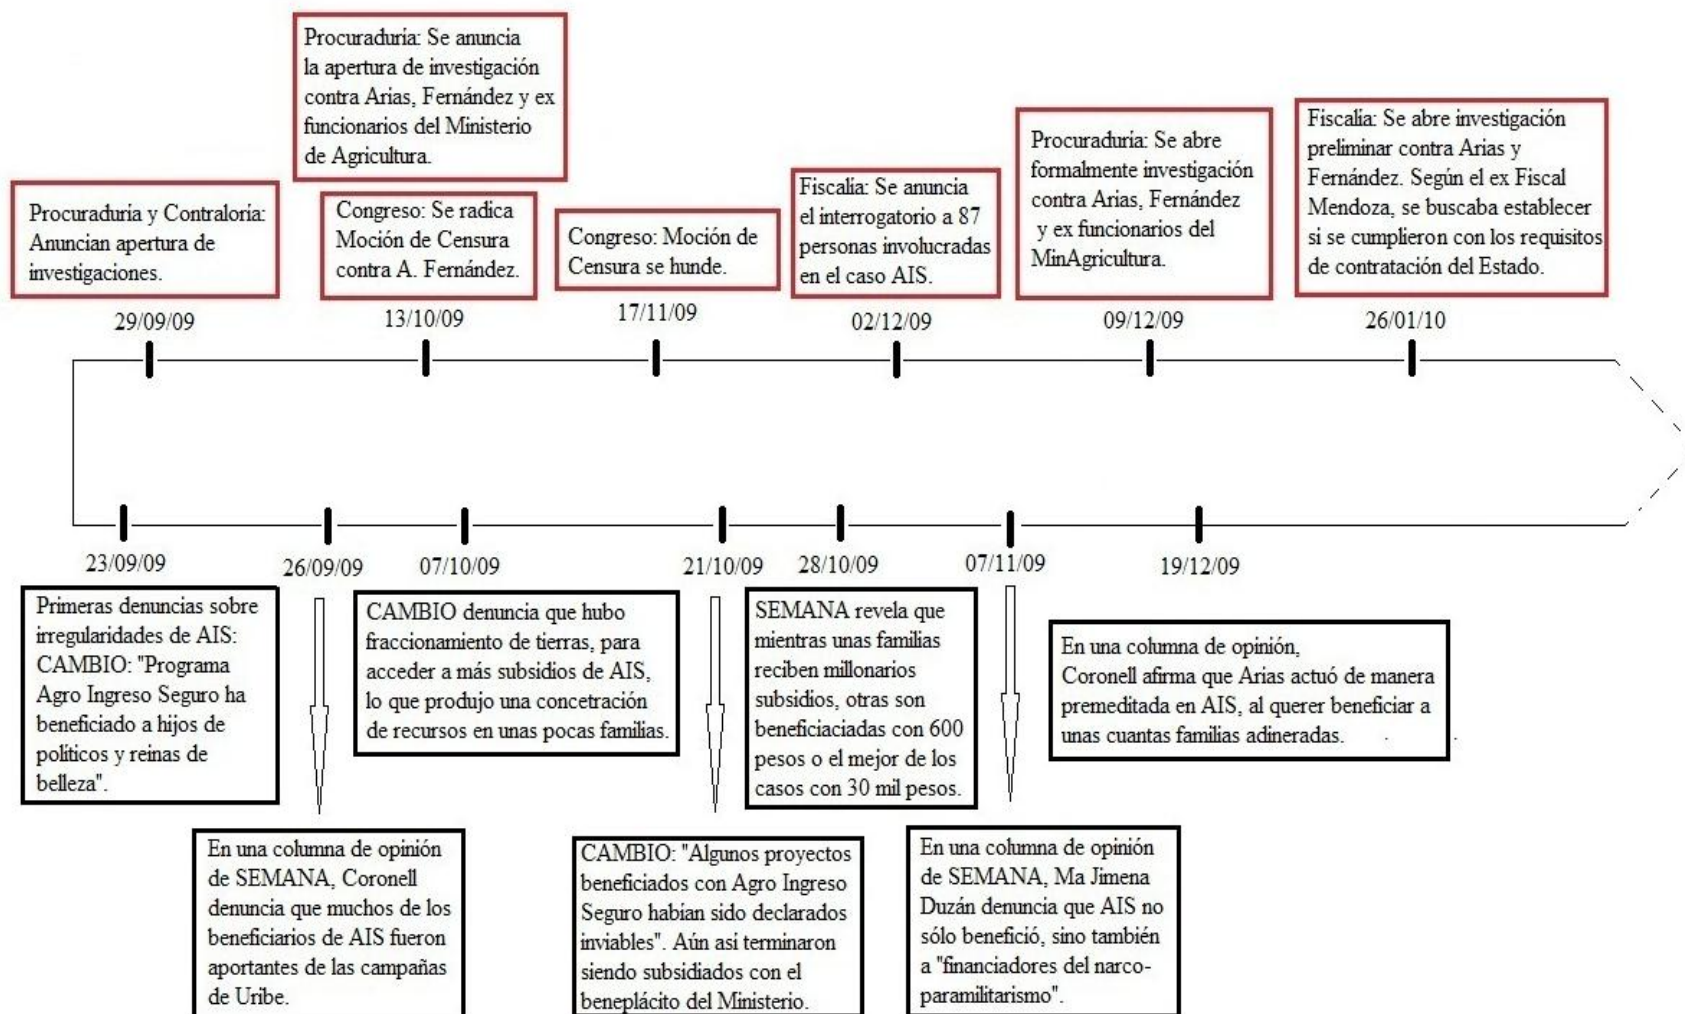 Procuraduría: Se anuncia
la apertura de investigación
contra Arias, Fernández y ex
funcionarios del Ministerio
de Agricultura.
Procuraduría y Contraloría:
Anuncian apertura de
investigaciones.
29/09/09
Congreso: Se radica
Moción de Censura
contra A. Fernández.
13/10/09
Congreso: Moción de
Censura se hunde.
17/11/09
Fiscalía: Se anuncia
el interrogatorio a 87
personas involucradas
en el caso AIS.
02/12/09
Procuraduría: Se abre
formalmente investigación
contra Arias, Fernández
y ex funcionarios del
MinAgricultura.
09/12/09
Fiscalía: Se abre investigación
preliminar contra Arias y
Fernández. Según el ex Fiscal
Mendoza, se buscaba establecer
si se cumplieron con los requisitos
de contratación del Estado.
26/01/10
23/09/09
Primeras denuncias sobre
irregularidades de AIS:
CAMBIO: "Programa
Agro Ingreso Seguro ha
beneficiado a hijos de
políticos y reinas de
belleza".
26/09/09
En una columna de opinión
de SEMANA, Coronell
denuncia que muchos de los
beneficiarios de AIS fueron
aportantes de las campañas
de Uribe.
07/10/09
CAMBIO denuncia que hubo
fraccionamiento de tierras, para
acceder a más subsidios de AIS,
lo que produjo una concetración
de recursos en unas pocas familias.
21/10/09
CAMBIO: "Algunos proyectos
beneficiados con Agro Ingreso
Seguro habían sido declarados
inviables". Aún así terminaron
siendo subsidiados con el
beneplácito del Ministerio.
28/10/09
SEMANA revela que
mientras unas familias
reciben millonarios
subsidios, otras son
beneficiaciadas con 600
pesos o el mejor de los
casos con 30 mil pesos.
07/11/09
En una columna de opinión
de SEMANA, Ma Jimena
Duzán denuncia que AIS no
sólo benefició, sino también
a "financiadores del narco-
paramilitarismo".
19/12/09
En una columna de opinión,
Coronell afirma que Arias actuó de manera
premeditada en AIS, al querer beneficiar a
unas cuantas familias adineradas.